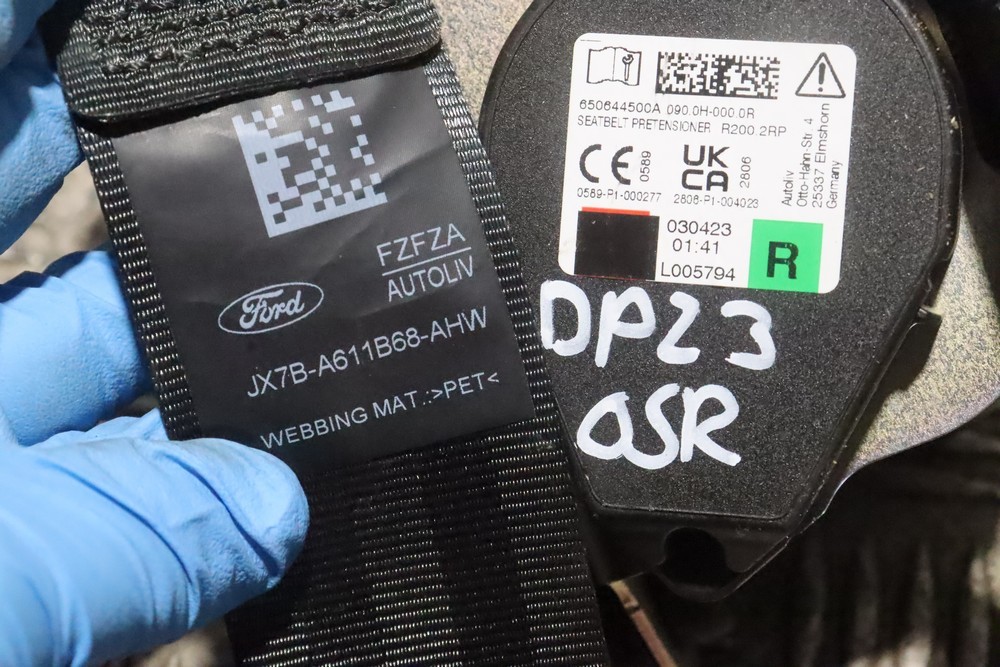 FZFZA
AUTOLIV
Ford
JX7B-A611B68-AHW
WEBBING MAT.:>PET<
650644500A 090.0H-000.0R
SEATBELT PRETENSIONER R200.2RP
CE 0589
UK
CA 2806
0589-P1-000277
2806-P1-004023
Autoliv
Otto-Hahn-Str. 4
25337 Elmshorn
Germany
030423
01:41
L005794
R
DP23
OSR